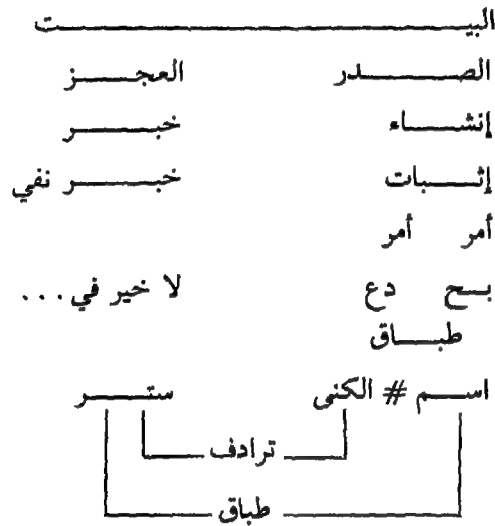 البيت
الصدر العجز
إنشاء خبر
إثبات خبر نفي
أمر أمر
بح دع لا خير في...
طباق
اسم # الكنى ستر
ترادف
طباق